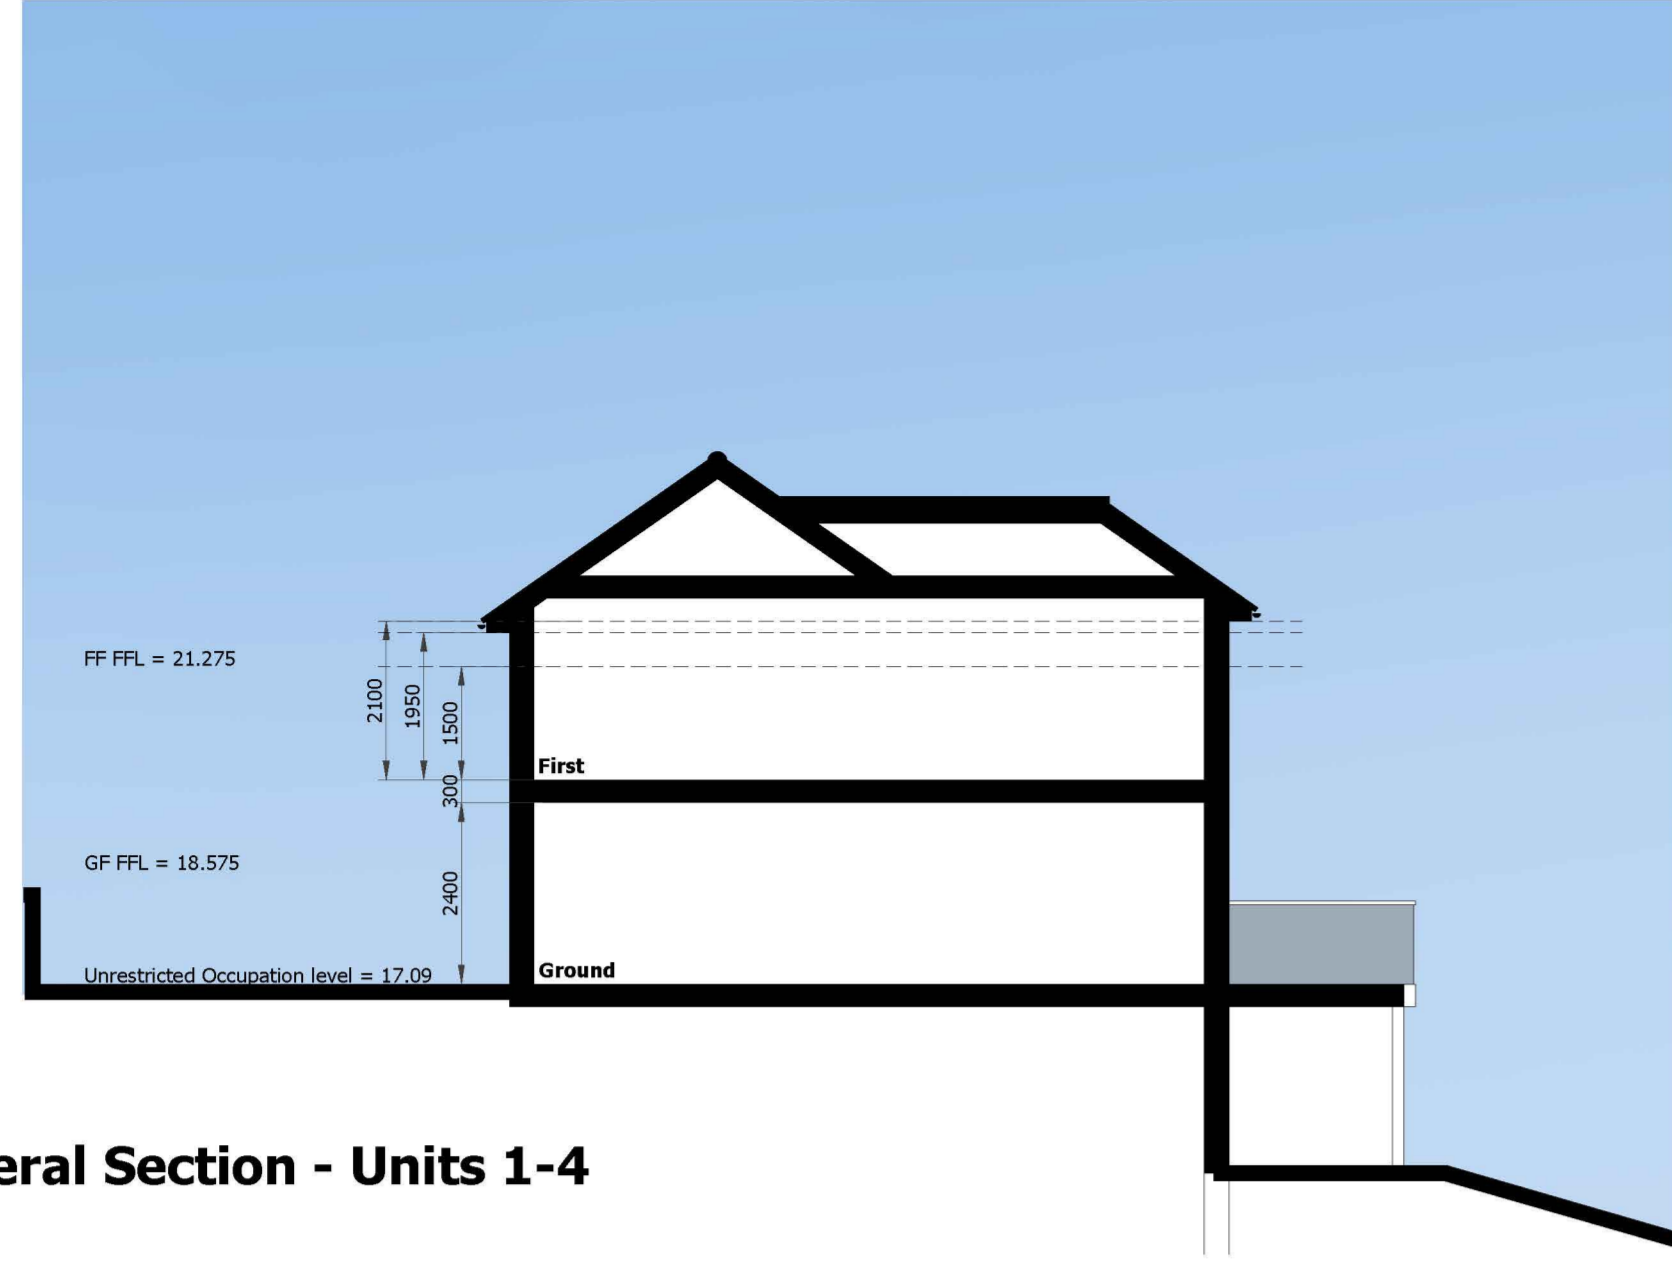 FF FFL = 21.275
2100
1950
1500
First
300
GF FFL = 18.575
2400
Unrestricted Occupation level = 17.09
Ground
eral Section - Units 1-4